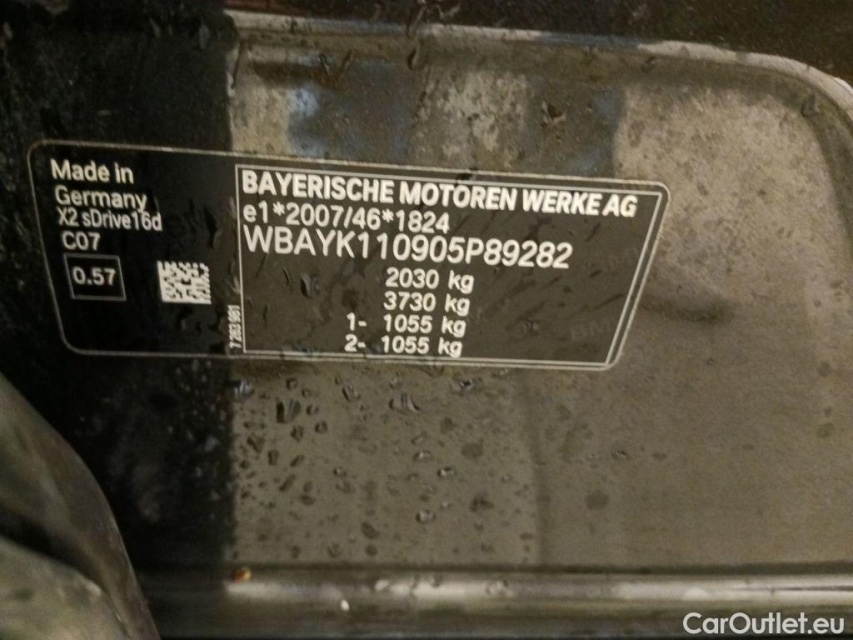 Made in
Germany
X2 sDrive16d
C07
0.57
7263981
BAYERISCHE MOTOREN WERKE AG
e1*2007/46*1824
WBAYK110905P89282
2030 kg
3730 kg
1- 1055 kg
2- 1055 kg
CarOutlet.eu